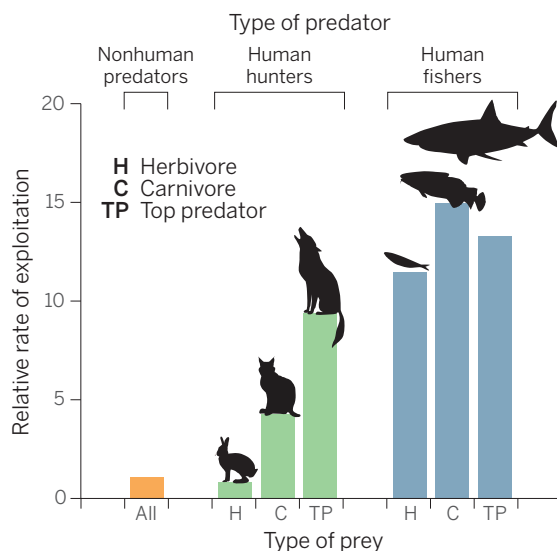 Type of predator
Nonhuman predators
Human hunters
Human fishers
20
15
10
5
0
Relative rate of exploitation
H Herbivore
C Carnivore
TP Top predator
All
H
C
TP
H
C
TP
Type of prey